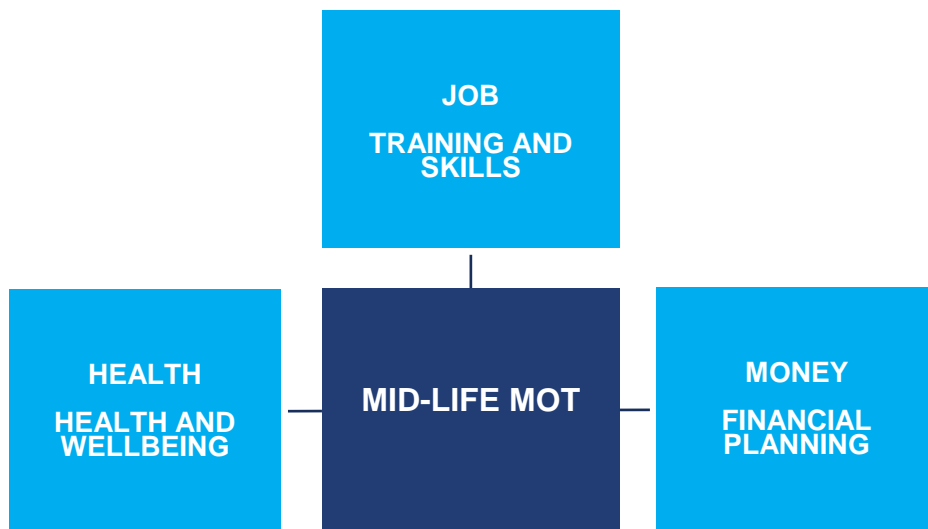 JOB
TRAINING AND
SKILLS
HEALTH
HEALTH AND
WELLBEING
MID-LIFE MOT
MONEY
FINANCIAL
PLANNING